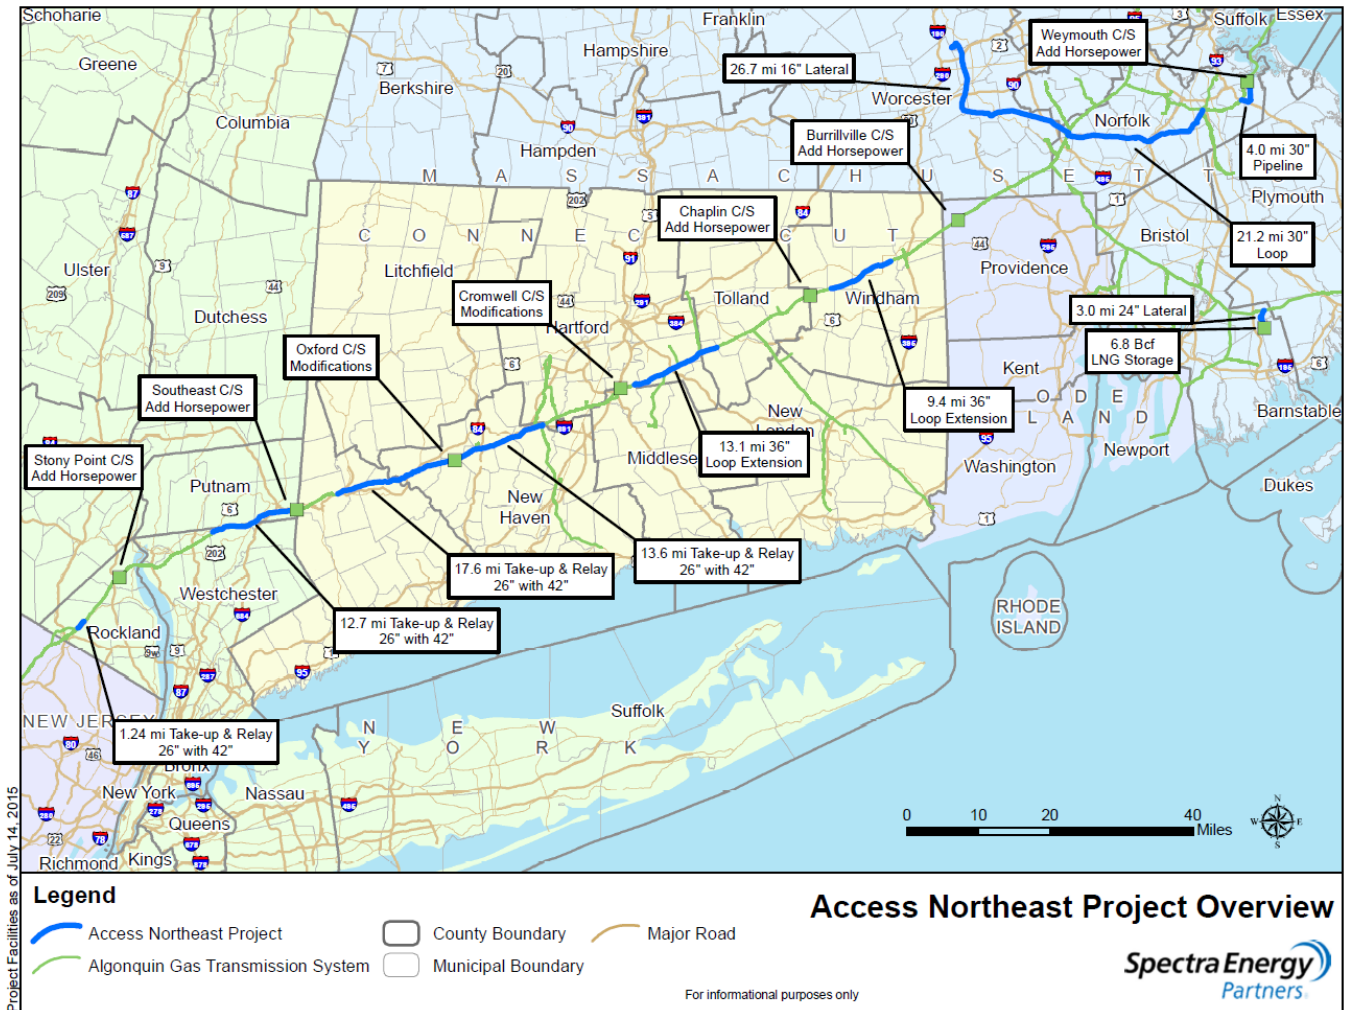 Schoharie
Greene
Columbia
Berkshire
Hampshire
Franklin
Hampden
Worcester
Suffolk
Essex
Norfolk
Plymouth
Bristol
M A S S A C H U S E T T
Weymouth C/S
Add Horsepower
26.7 mi 16" Lateral
Burrillville C/S
Add Horsepower
4.0 mi 30"
Pipeline
21.2 mi 30"
Loop
Chaplin C/S
Add Horsepower
C O N N E C C U T
Litchfield
Cromwell C/S
Modifications
Hartford
Tolland
Windham
Providence
Ulster
Dutchess
Oxford C/S
Modifications
3.0 mi 24" Lateral
6.8 Bcf
LNG Storage
Kent
O D E
L A N D
Southeast C/S
Add Horsepower
9.4 mi 36"
Loop Extension
New
London
Barnstable
Newport
Washington
Stony Point C/S
Add Horsepower
13.1 mi 36"
Loop Extension
Middlese
Putnam
New
Haven
Dukes
13.6 mi Take-up & Relay
26" with 42"
17.6 mi Take-up & Relay
26" with 42"
Westchester
12.7 mi Take-up & Relay
26" with 42"
Rockland
RHODE
ISLAND
NEW JERSEY
1.24 mi Take-up & Relay
26" with 42"
N E W
Y O R K
Suffolk
Bronx
New York
Nassau
Queens
Richmond
Kings
0 10 20 40
Miles
N
W E
S
Project Facilities as of July 14, 2015
Legend
Access Northeast Project
Algonquin Gas Transmission System
County Boundary
Municipal Boundary
Major Road
For informational purposes only
Access Northeast Project Overview
Spectra Energy
Partners